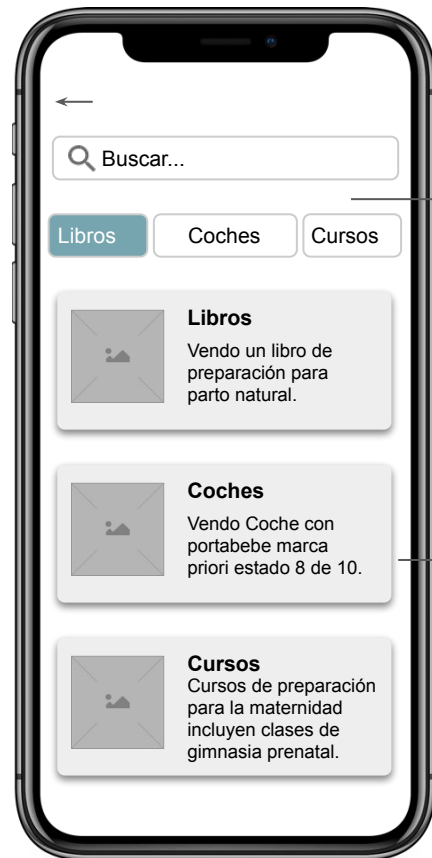 Buscar...
Libros
Coches
Cursos
Libros
Vendo un libro de
preparación para
parto natural.
Coches
Vendo Coche con
portabebe marca
priori estado 8 de 10.
Cursos
Cursos de preparación
para la maternidad
incluyen clases de
gimnasia prenatal.